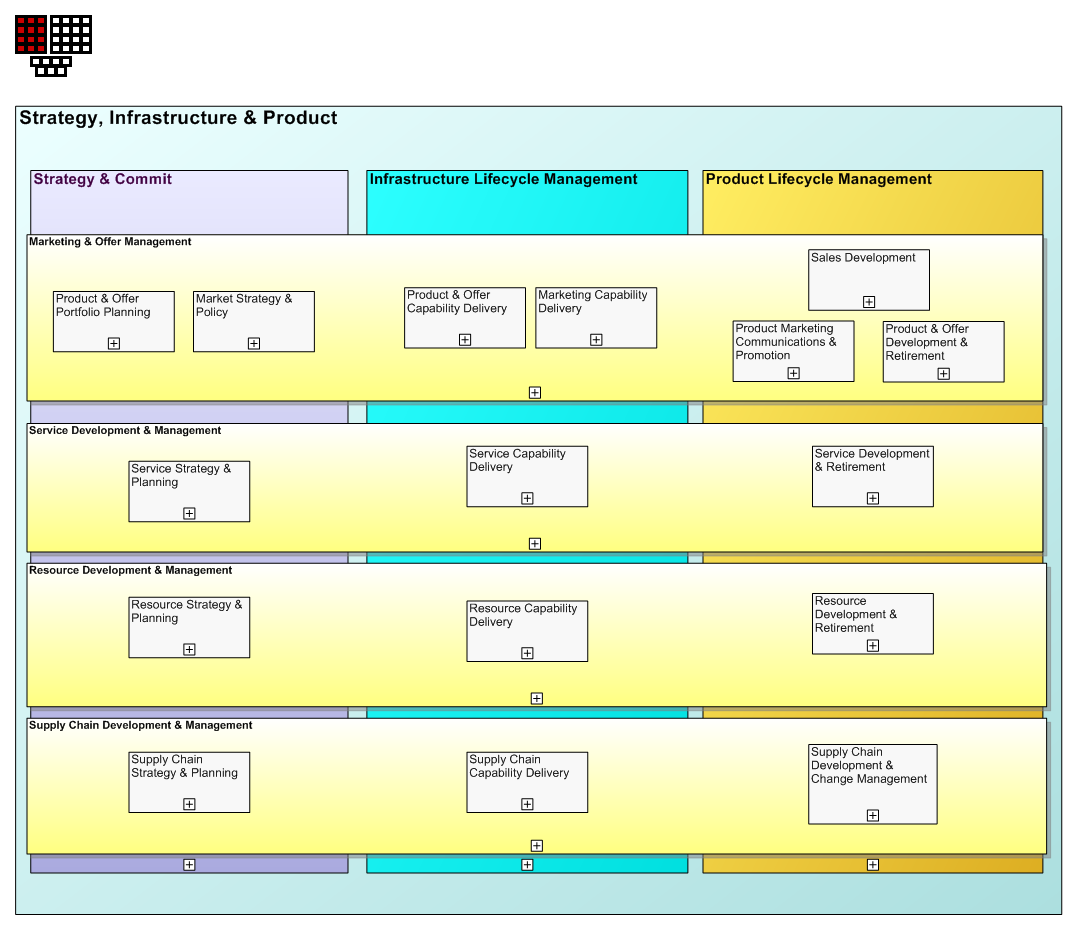 Strategy, Infrastructure & Product
Strategy & Commit
Infrastructure Lifecycle Management
Product Lifecycle Management
Marketing & Offer Management
Product & Offer
Portfolio Planning
Market Strategy &
Policy
Product & Offer
Capability Delivery
Marketing Capability
Delivery
Sales Development
Product Marketing
Communications &
Promotion
Product & Offer
Development &
Retirement
Service Development & Management
Service Strategy &
Planning
Service Capability
Delivery
Service Development
& Retirement
Resource Development & Management
Resource Strategy &
Planning
Resource Capability
Delivery
Resource
Development &
Retirement
Supply Chain Development & Management
Supply Chain
Strategy & Planning
Supply Chain
Capability Delivery
Supply Chain
Development &
Change Management